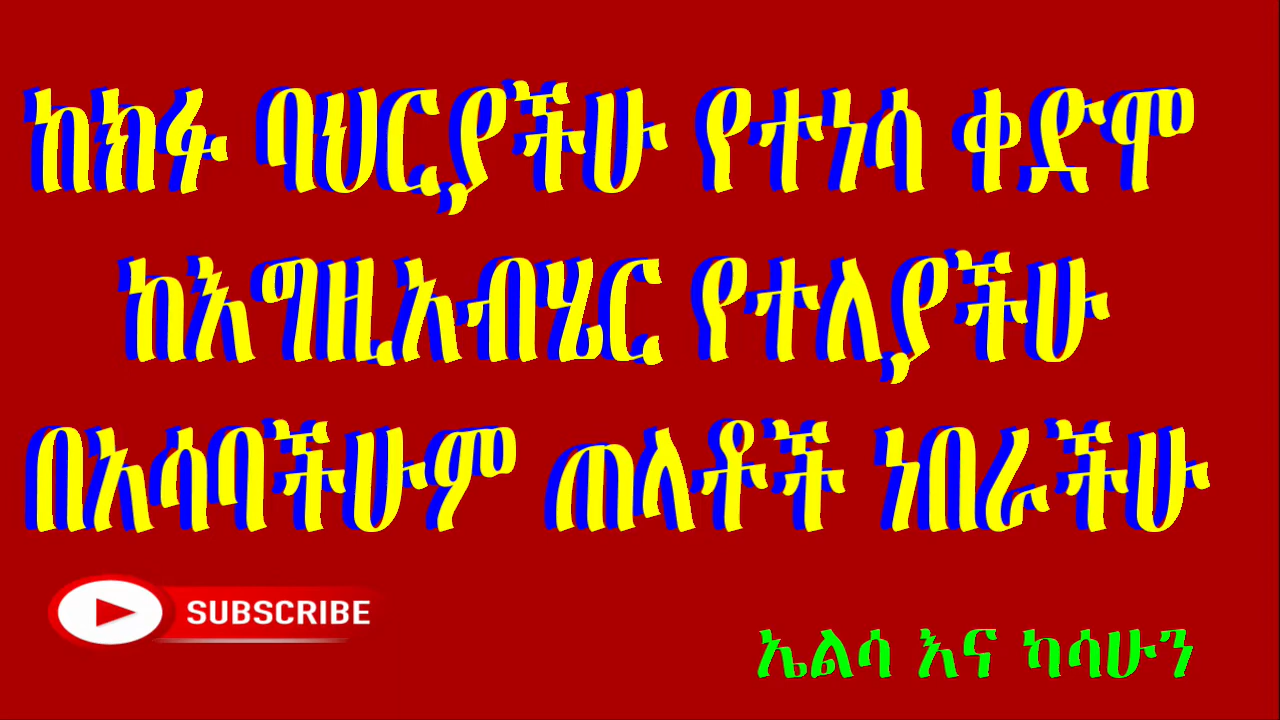 ከክፉ ባህርያችሁ የተነሳ ቀድሞ
ከእግዚአብሄር የተለያችሁ
በአሳባችሁም ጠላቶች ነበራችሁ
SUBSCRIBE
ኤልሳ እና ካሳሁን